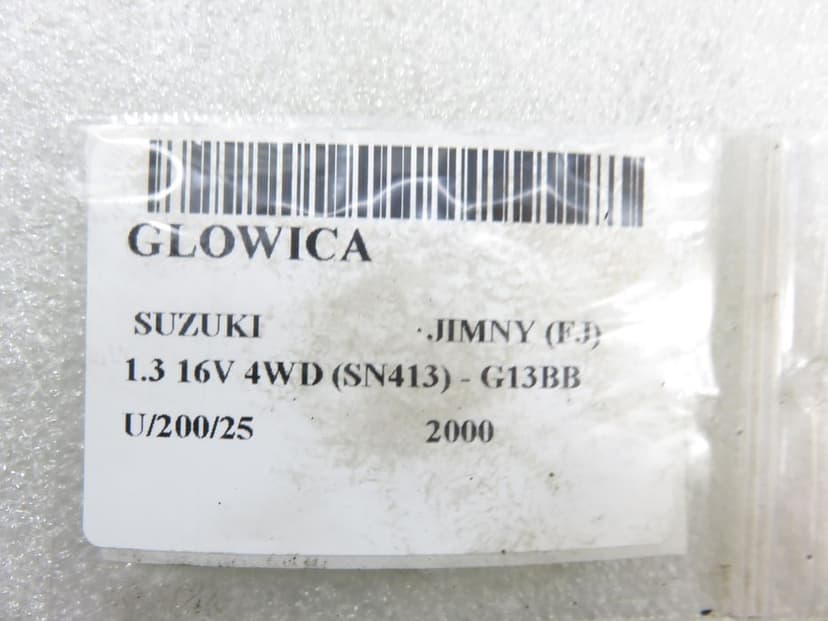 GLOWICA
SUZUKI JIMNY (FJ)
1.3 16V 4WD (SN413) - G13BB
U/200/25 2000